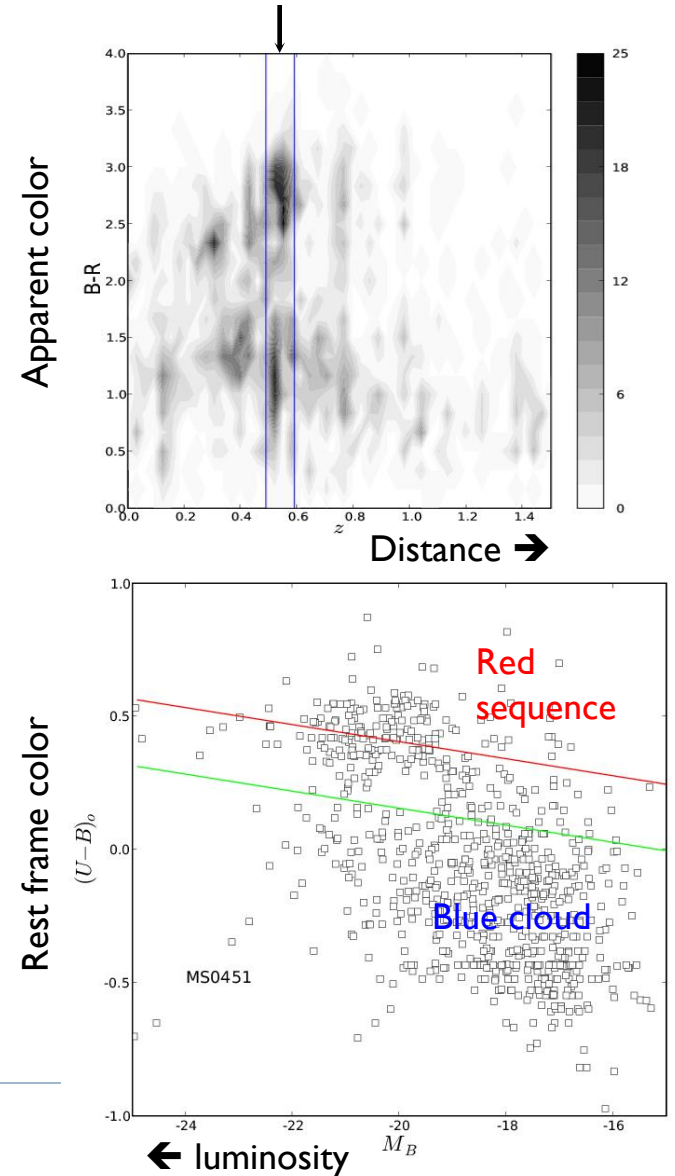 Apparent color
B-R
4.0
3.5
3.0
2.5
2.0
1.5
1.0
0.5
0.0
0.0 0.2 0.4 0.6 0.8 1.0 1.2 1.4
z
25
18
12
6
0
Distance →
Rest frame color
(U−B)ₒ
1.0
0.5
0.0
-0.5
-1.0
Red
sequence
Blue cloud
MS0451
-24 -22 -20 -18 -16
← luminosity
M_B